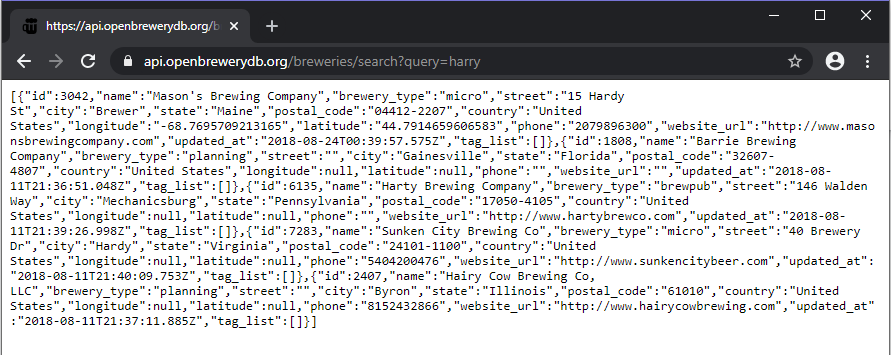 https://api.openbrewerydb.org/b
api.openbrewerydb.org/breweries/search?query=harry
[{"id":3042,"name":"Mason's Brewing Company","brewery_type":"micro","street":"15 Hardy
St","city":"Brewer","state":"Maine","postal_code":"04412-2207","country":"United
States","longitude":"-68.7695709213165","latitude":"44.7914659606583","phone":"2079896300","website_url":"http://www.maso
nsbrewingcompany.com","updated_at":"2018-08-24T00:39:57.575Z","tag_list":[]},{"id":1808,"name":"Barrie Brewing
Company","brewery_type":"planning","street":"","city":"Gainesville","state":"Florida","postal_code":"32607-
4807","country":"United States","longitude":null,"latitude":null,"phone":"","website_url":"","updated_at":"2018-08-
11T21:36:51.048Z","tag_list":[]},{"id":6135,"name":"Harty Brewing Company","brewery_type":"brewpub","street":"146 Walden
Way","city":"Mechanicsburg","state":"Pennsylvania","postal_code":"17050-4105","country":"United
States","longitude":null,"latitude":null,"phone":"","website_url":"http://www.hartybrewco.com","updated_at":"2018-08-
11T21:39:26.998Z","tag_list":[]},{"id":7283,"name":"Sunken City Brewing Co","brewery_type":"micro","street":"40 Brewery
Dr","city":"Hardy","state":"Virginia","postal_code":"24101-1100","country":"United
States","longitude":null,"latitude":null,"phone":"5404200476","website_url":"http://www.sunkencitybeer.com","updated_at":
"2018-08-11T21:40:09.753Z","tag_list":[]},{"id":2407,"name":"Hairy Cow Brewing Co,
LLC","brewery_type":"planning","street":"","city":"Byron","state":"Illinois","postal_code":"61010","country":"United
States","longitude":null,"latitude":null,"phone":"8152432866","website_url":"http://www.hairycowbrewing.com","updated_at"
:"2018-08-11T21:37:11.885Z","tag_list":[]}]